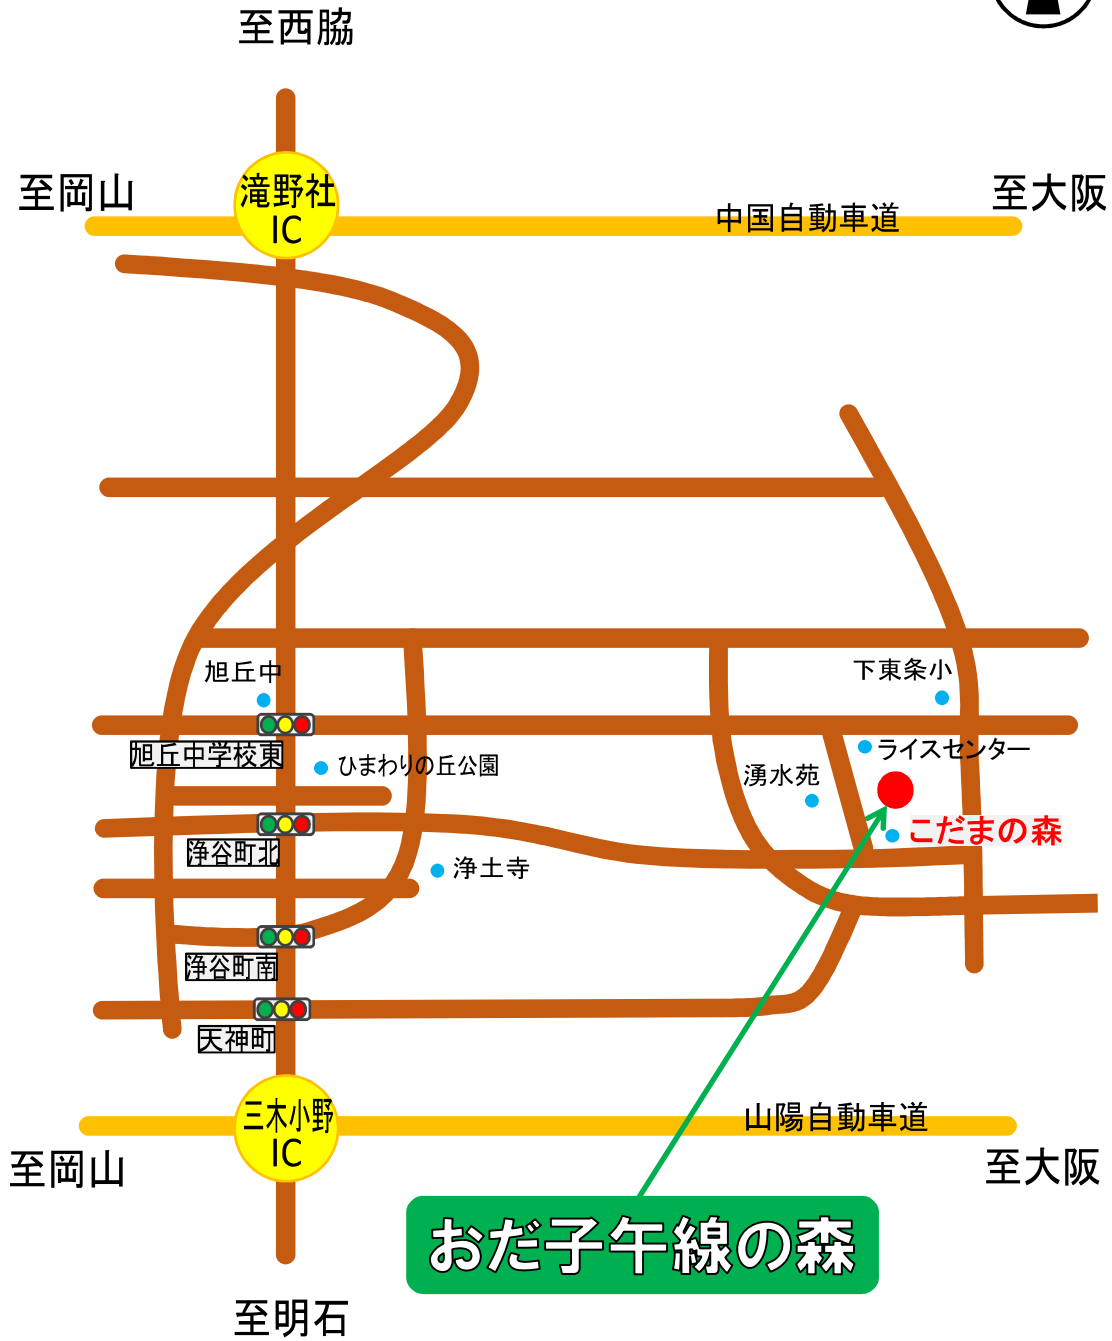 至西脇
至岡山
滝野社
IC
中国自動車道
至大阪
旭丘中
下東条小
旭丘中学校東
ひまわりの丘公園
ライスセンター
湧水苑
こだまの森
浄谷町北
浄土寺
浄谷町南
天神町
三木小野
IC
山陽自動車道
至岡山
至大阪
おだ子午線の森
至明石